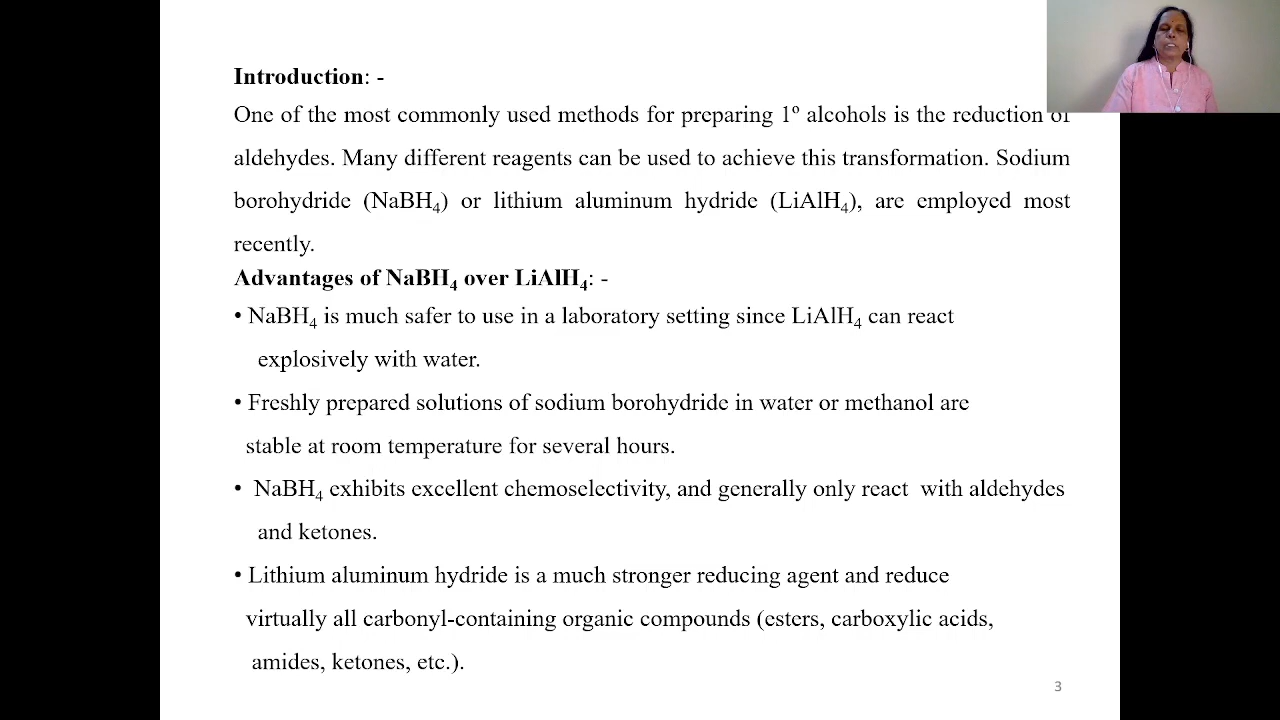 Introduction: -
One of the most commonly used methods for preparing 1º alcohols is the reduction of
aldehydes. Many different reagents can be used to achieve this transformation. Sodium
borohydride (NaBH₄) or lithium aluminum hydride (LiAlH₄), are employed most
recently.
Advantages of NaBH₄ over LiAlH₄: -
• NaBH₄ is much safer to use in a laboratory setting since LiAlH₄ can react
explosively with water.
• Freshly prepared solutions of sodium borohydride in water or methanol are
stable at room temperature for several hours.
• NaBH₄ exhibits excellent chemoselectivity, and generally only react with aldehydes
and ketones.
• Lithium aluminum hydride is a much stronger reducing agent and reduce
virtually all carbonyl-containing organic compounds (esters, carboxylic acids,
amides, ketones, etc.).
3